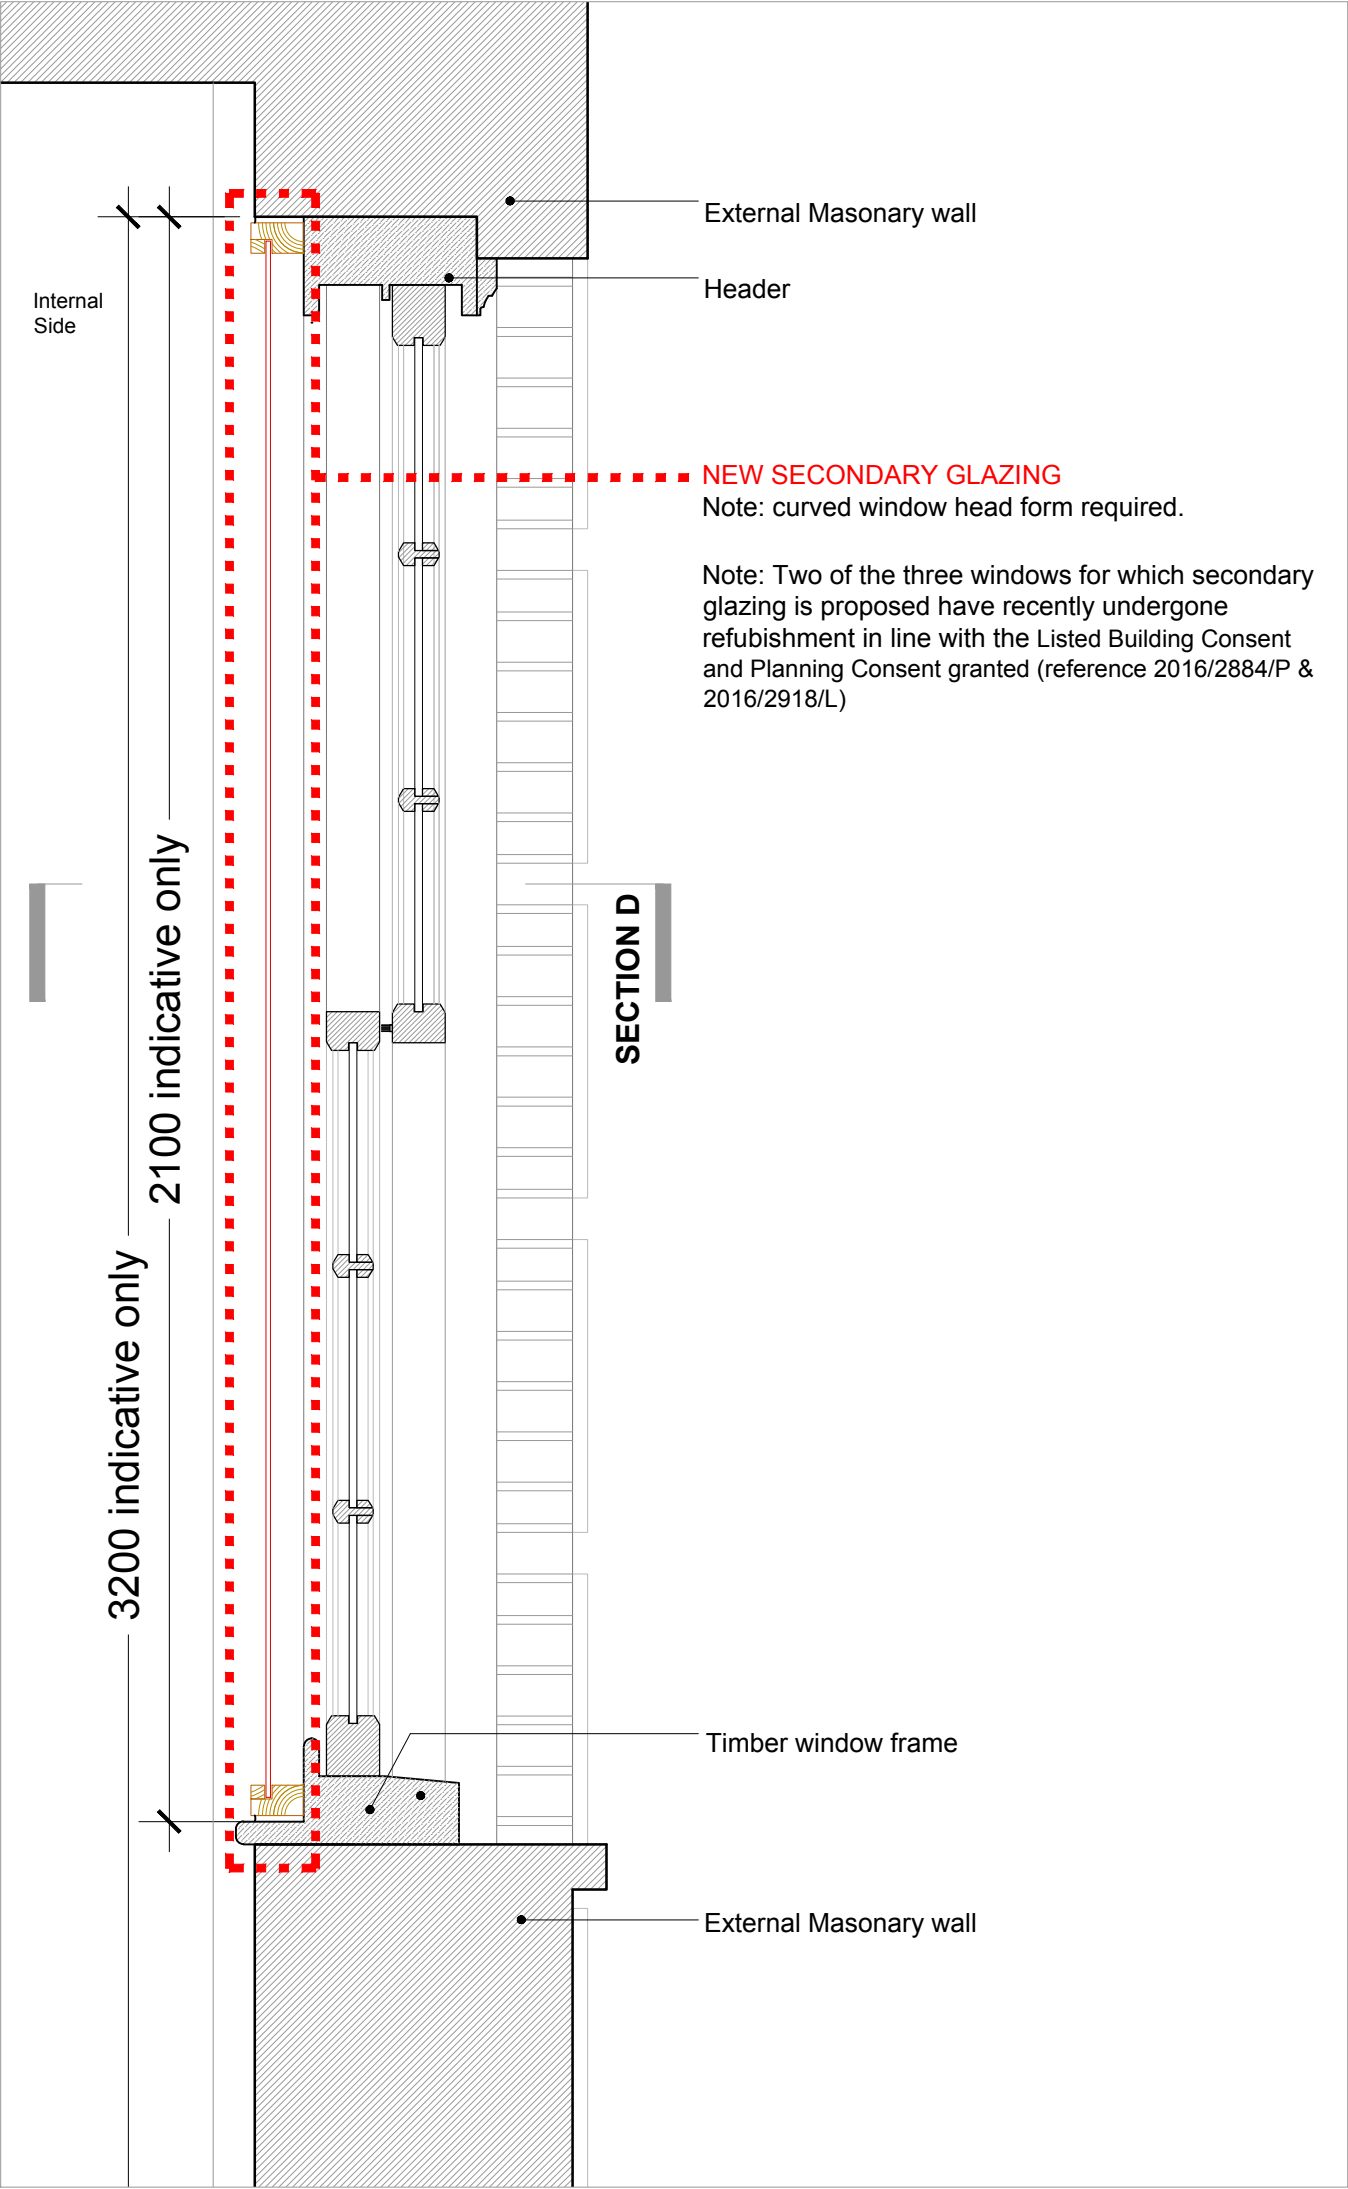 External Masonary wall
Header
Internal
Side
NEW SECONDARY GLAZING
Note: curved window head form required.
Note: Two of the three windows for which secondary
glazing is proposed have recently undergone
refubishment in line with the Listed Building Consent
and Planning Consent granted (reference 2016/2884/P &
2016/2918/L)
2100 indicative only
3200 indicative only
SECTION D
Timber window frame
External Masonary wall